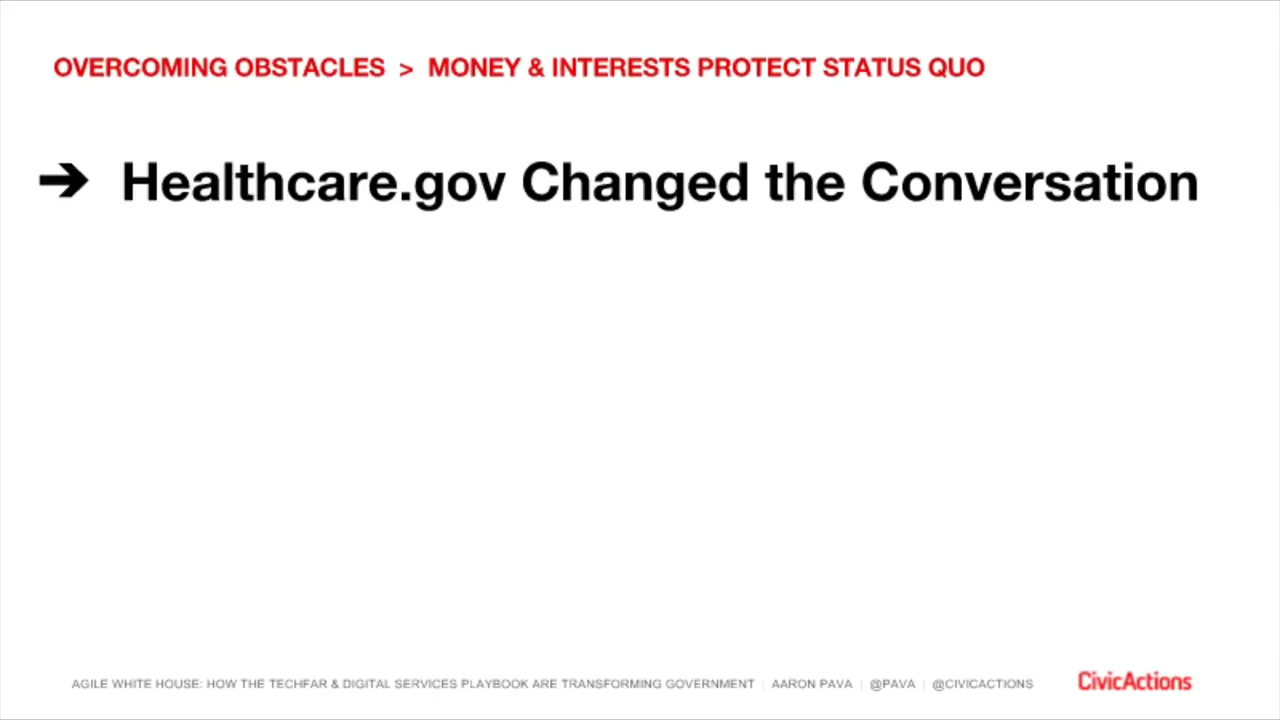 OVERCOMING OBSTACLES > MONEY & INTERESTS PROTECT STATUS QUO
➔ Healthcare.gov Changed the Conversation
AGILE WHITE HOUSE: HOW THE TECHFAR & DIGITAL SERVICES PLAYBOOK ARE TRANSFORMING GOVERNMENT | AARON PAVA | @PAVA | @CIVICACTIONS CivicActions